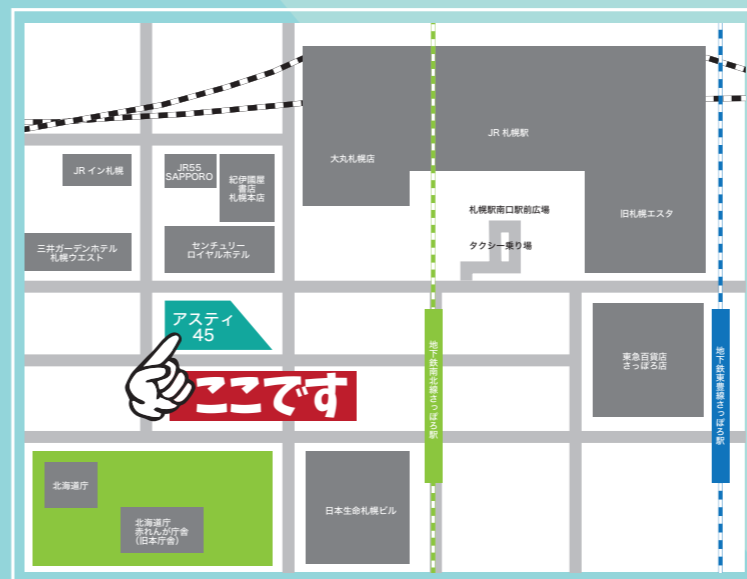 JR 札幌駅
大丸札幌店
JR イン札幌
JR55
SAPPORO
紀伊國屋
書店
札幌本店
札幌駅南口駅前広場
旧札幌エスタ
三井ガーデンホテル
札幌ウエスト
センチュリー
ロイヤルホテル
タクシー乗り場
アスティ
45
ここです
地下鉄南北線さっぽろ駅
東急百貨店
さっぽろ店
地下鉄東豊線さっぽろ駅
北海道庁
北海道庁
赤れんが庁舎
(旧本庁舎)
日本生命札幌ビル